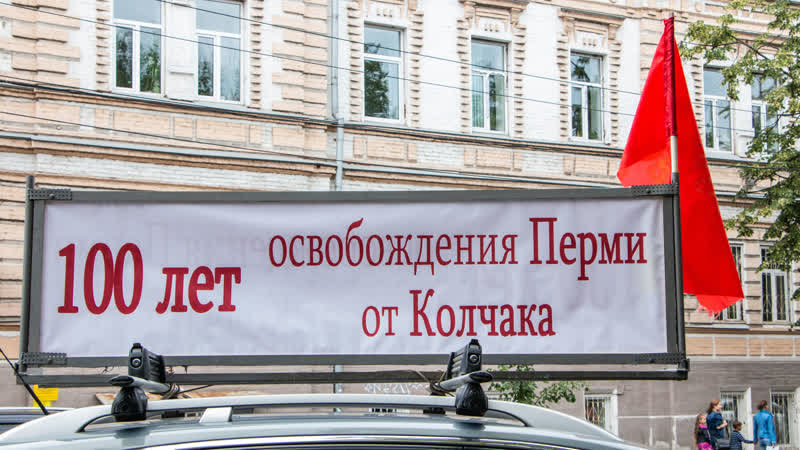 100 лет
освобождения Перми
от Колчака